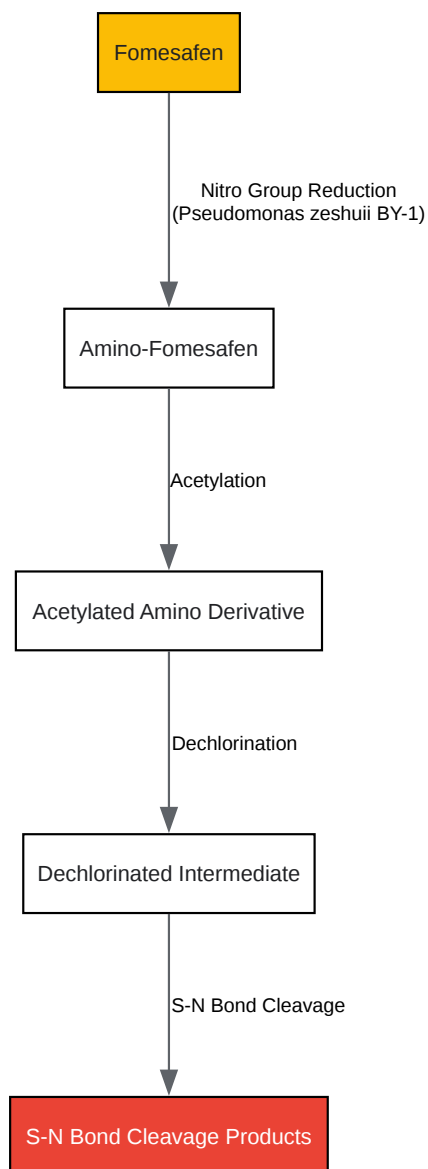 Fomesafen
Nitro Group Reduction
(Pseudomonas zeshuii BY-1)
Amino-Fomesafen
Acetylation
Acetylated Amino Derivative
Dechlorination
Dechlorinated Intermediate
S-N Bond Cleavage
S-N Bond Cleavage Products